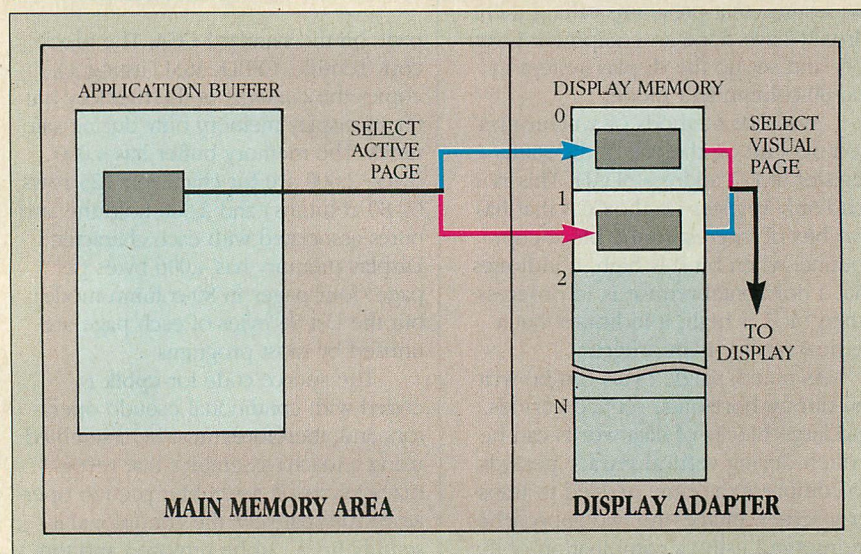 APPLICATION BUFFER
SELECT
ACTIVE
PAGE
DISPLAY MEMORY
0
1
2
N
SELECT
VISUAL
PAGE
TO
DISPLAY
MAIN MEMORY AREA
DISPLAY ADAPTER